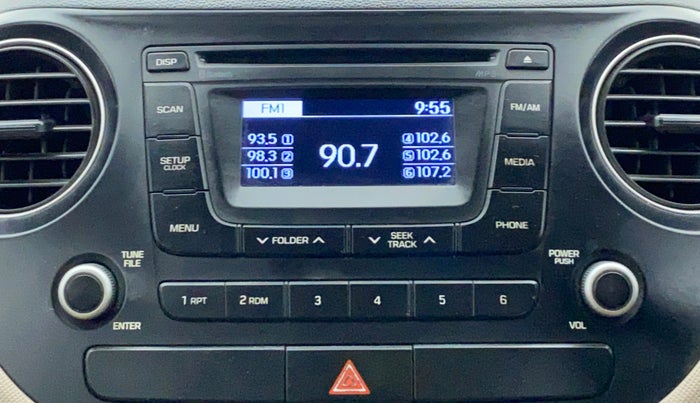 DISP
Bluetooth
MP3
SCAN
FM1
9:55
FM/AM
93.5 1
98.3 2
100.1 3
90.7
4 102.6
5 102.6
6 107.2
SETUP
CLOCK
MEDIA
MENU
FOLDER
SEEK
TRACK
PHONE
TUNE
FILE
POWER
PUSH
1 RPT
2 RDM
3
4
5
6
ENTER
VOL